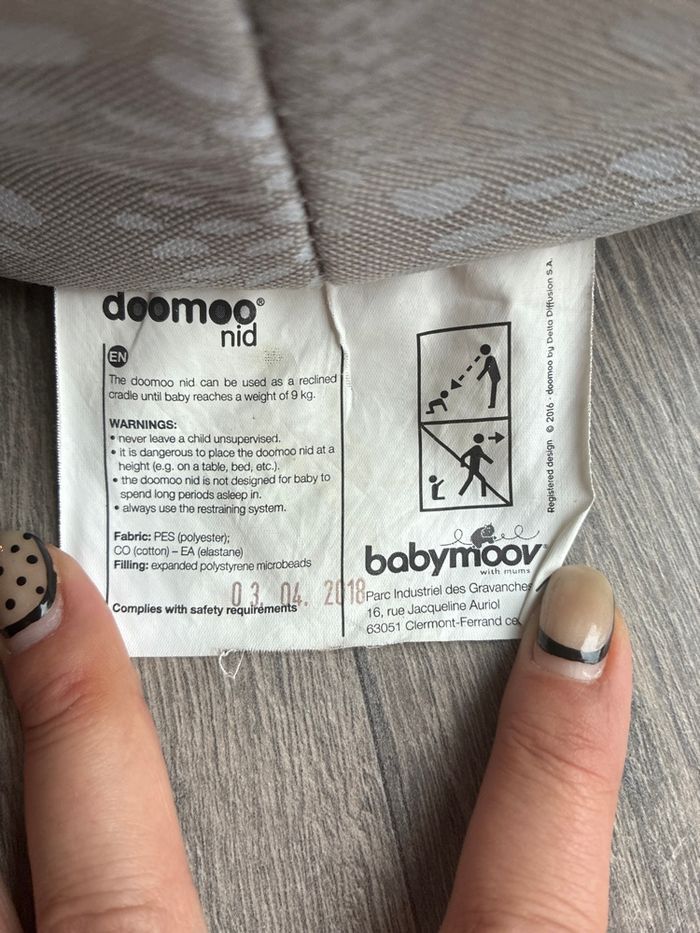 doomoo®
nid
EN
The doomoo nid can be used as a reclined
cradle until baby reaches a weight of 9 kg.
WARNINGS:
• never leave a child unsupervised.
• it is dangerous to place the doomoo nid at a
height (e.g. on a table, bed, etc.).
• the doomoo nid is not designed for baby to
spend long periods asleep in.
• always use the restraining system.
Fabric: PES (polyester);
CO (cotton) – EA (elastane)
Filling: expanded polystyrene microbeads
03. 04. 2018
Complies with safety requirements
Registered design © 2016 - doomoo by Delta Diffusion S.A.
babymoov
with mums
Parc Industriel des Gravanches
16, rue Jacqueline Auriol
63051 Clermont-Ferrand ce